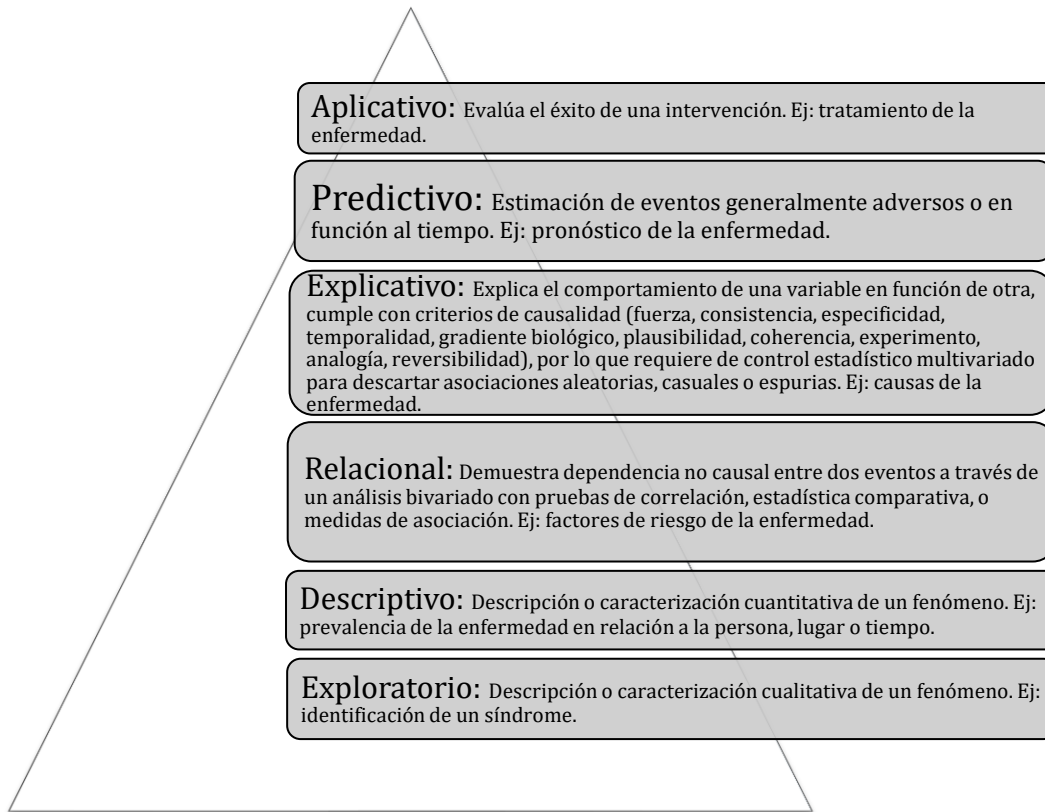 Aplicativo: Evalúa el éxito de una intervención. Ej: tratamiento de la
enfermedad.
Predictivo: Estimación de eventos generalmente adversos o en
función al tiempo. Ej: pronóstico de la enfermedad.
Explicativo: Explica el comportamiento de una variable en función de otra,
cumple con criterios de causalidad (fuerza, consistencia, especificidad,
temporalidad, gradiente biológico, plausibilidad, coherencia, experimento,
analogía, reversibilidad), por lo que requiere de control estadístico multivariado
para descartar asociaciones aleatorias, casuales o espurias. Ej: causas de la
enfermedad.
Relacional: Demuestra dependencia no causal entre dos eventos a través de
un análisis bivariado con pruebas de correlación, estadística comparativa, o
medidas de asociación. Ej: factores de riesgo de la enfermedad.
Descriptivo: Descripción o caracterización cuantitativa de un fenómeno. Ej:
prevalencia de la enfermedad en relación a la persona, lugar o tiempo.
Exploratorio: Descripción o caracterización cualitativa de un fenómeno. Ej:
identificación de un síndrome.